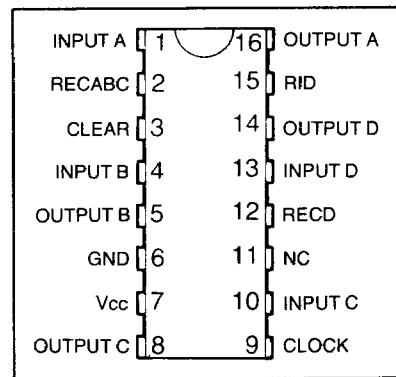 INPUT A 1 16 OUTPUT A
RECABC 2 15 RID
CLEAR 3 14 OUTPUT D
INPUT B 4 13 INPUT D
OUTPUT B 5 12 RECD
GND 6 11 NC
Vcc 7 10 INPUT C
OUTPUT C 8 9 CLOCK